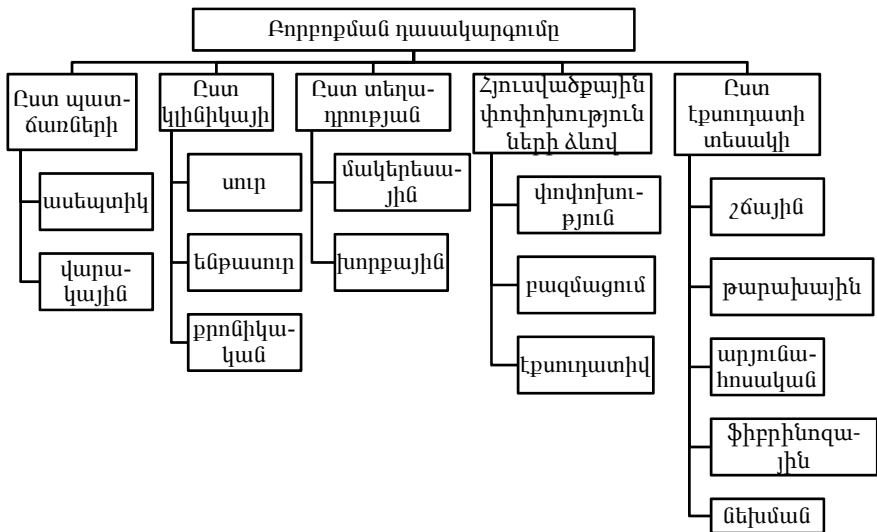 Բորբոքման դասակարգումը
Ըստ պատ-
ճառների
ասեպտիկ
վարա-
կային
Ըստ
կլինիկայի
սուր
ենթասուր
քրոնիկա-
կան
Ըստ տեղա-
դրության
մակերեսա-
յին
խորքային
Հյուսվածքային
փոփոխություն
ների ձևով
փոփոխու-
թյուն
բազմացում
էքսուդատիվ
Ըստ
էքսուդատի
տեսակի
շճային
թարախային
արյունա-
հոսական
ֆիբրինոզա-
յին
նեխման